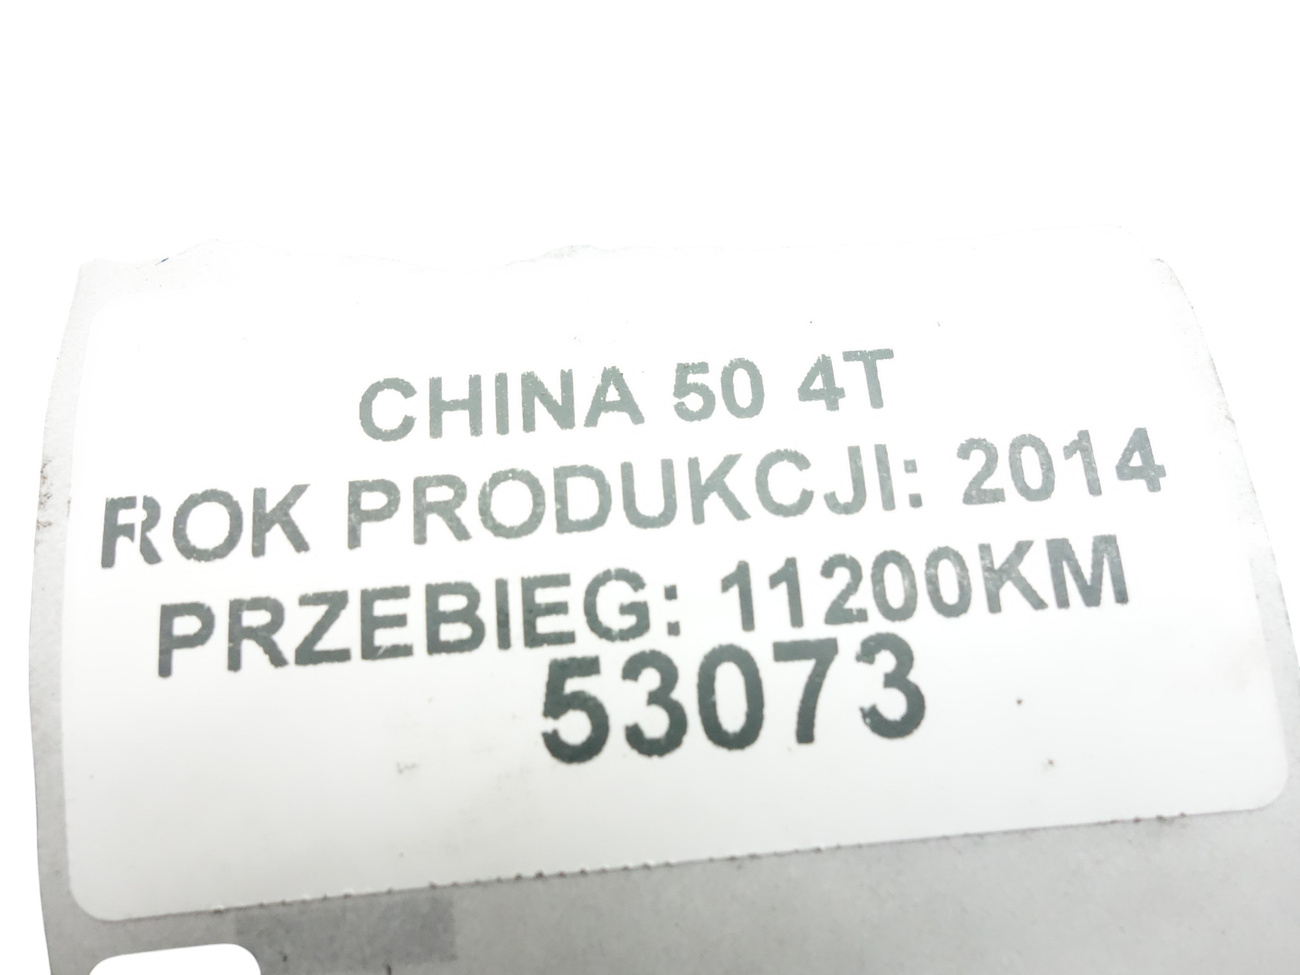 CHINA 50 4T
ROK PRODUKCJI: 2014
PRZEBIEG: 11200KM
53073